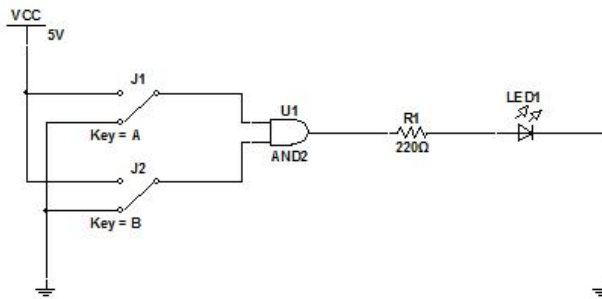 VCC
5V
J1
Key = A
J2
Key = B
U1
AND2
R1
220Ω
LED1